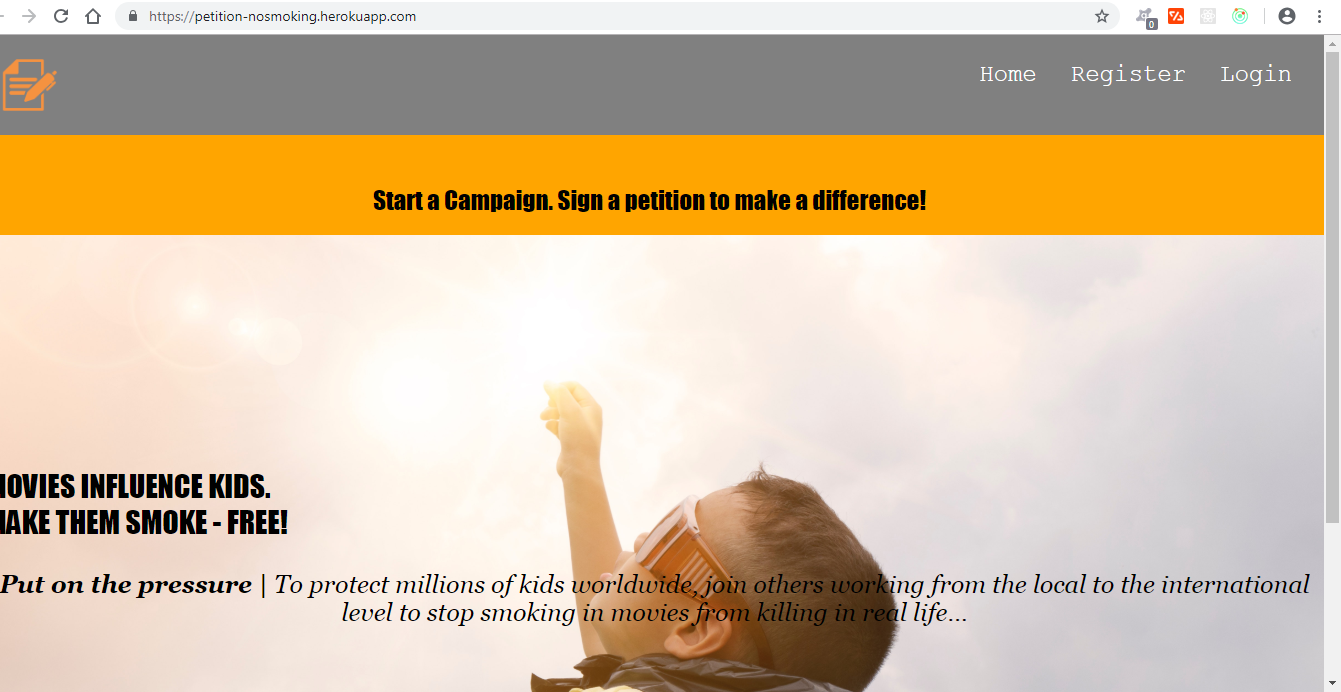 https://petition-nosmoking.herokuapp.com
0
Home Register Login
Start a Campaign. Sign a petition to make a difference!
OVIES INFLUENCE KIDS.
AKE THEM SMOKE - FREE!
Put on the pressure | To protect millions of kids worldwide, join others working from the local to the international
level to stop smoking in movies from killing in real life...